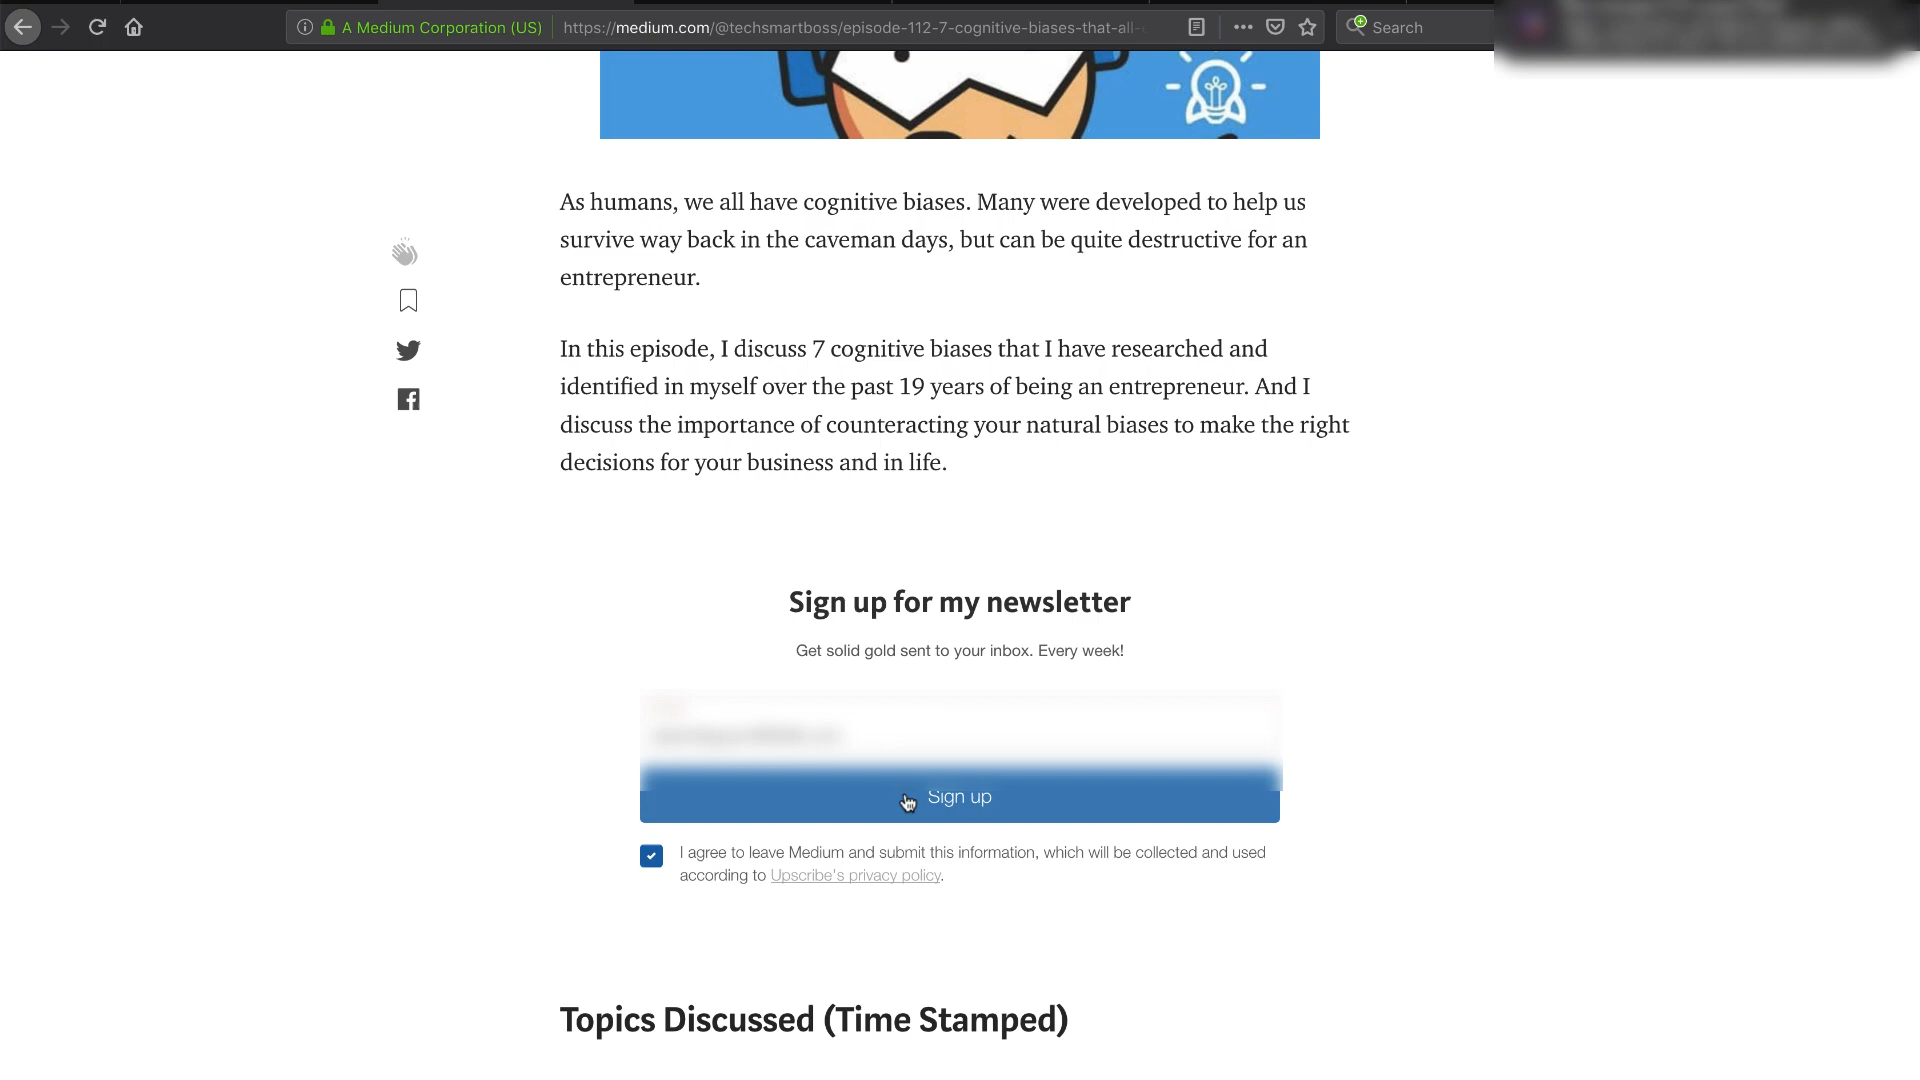 A Medium Corporation (US)
https://medium.com/@techsmartboss/episode-112-7-cognitive-biases-that-all-
Search
As humans, we all have cognitive biases. Many were developed to help us
survive way back in the caveman days, but can be quite destructive for an
entrepreneur.
In this episode, I discuss 7 cognitive biases that I have researched and
identified in myself over the past 19 years of being an entrepreneur. And I
discuss the importance of counteracting your natural biases to make the right
decisions for your business and in life.
Sign up for my newsletter
Get solid gold sent to your inbox. Every week!
Sign up
I agree to leave Medium and submit this information, which will be collected and used
according to Upscribe's privacy policy.
Topics Discussed (Time Stamped)